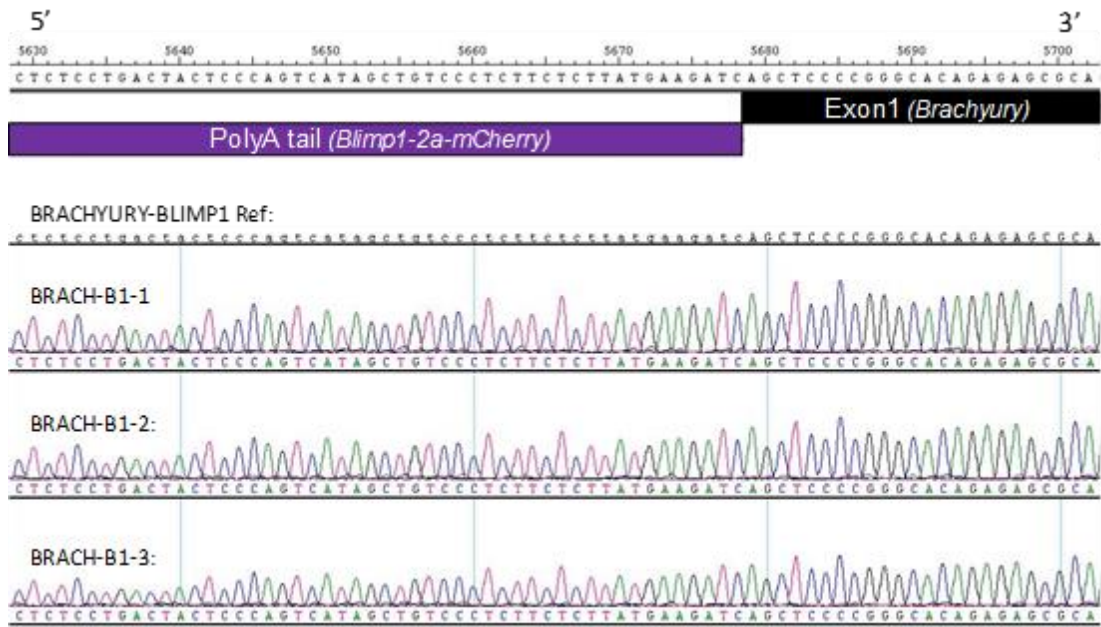 5′ 3′
5630 5640 5650 5660 5670 5680 5690 5700
CTCTCCTGACTACTCCCAGTCATAGCTGTCCCTCTTCTCTTATGAAGATCAGCTCCCCGGGCACAGAGAGCGCA
Exon1 (Brachyury)
PolyA tail (Blimp1-2a-mCherry)
BRACHYURY-BLIMP1 Ref:
ctctcctgactactcccagtcatagctgtccctcttctcttatgaagatcAGCTCCCCGGGCACAGAGAGCGCA
BRACH-B1-1
CTCTCCTGACTACTCCCAGTCATAGCTGTCCCTCTTCTCTTATGAAGATCAGCTCCCCGGGCACAGAGAGCGCA
BRACH-B1-2:
CTCTCCTGACTACTCCCAGTCATAGCTGTCCCTCTTCTCTTATGAAGATCAGCTCCCCGGGCACAGAGAGCGCA
BRACH-B1-3:
CTCTCCTGACTACTCCCAGTCATAGCTGTCCCTCTTCTCTTATGAAGATCAGCTCCCCGGGCACAGAGAGCGCA